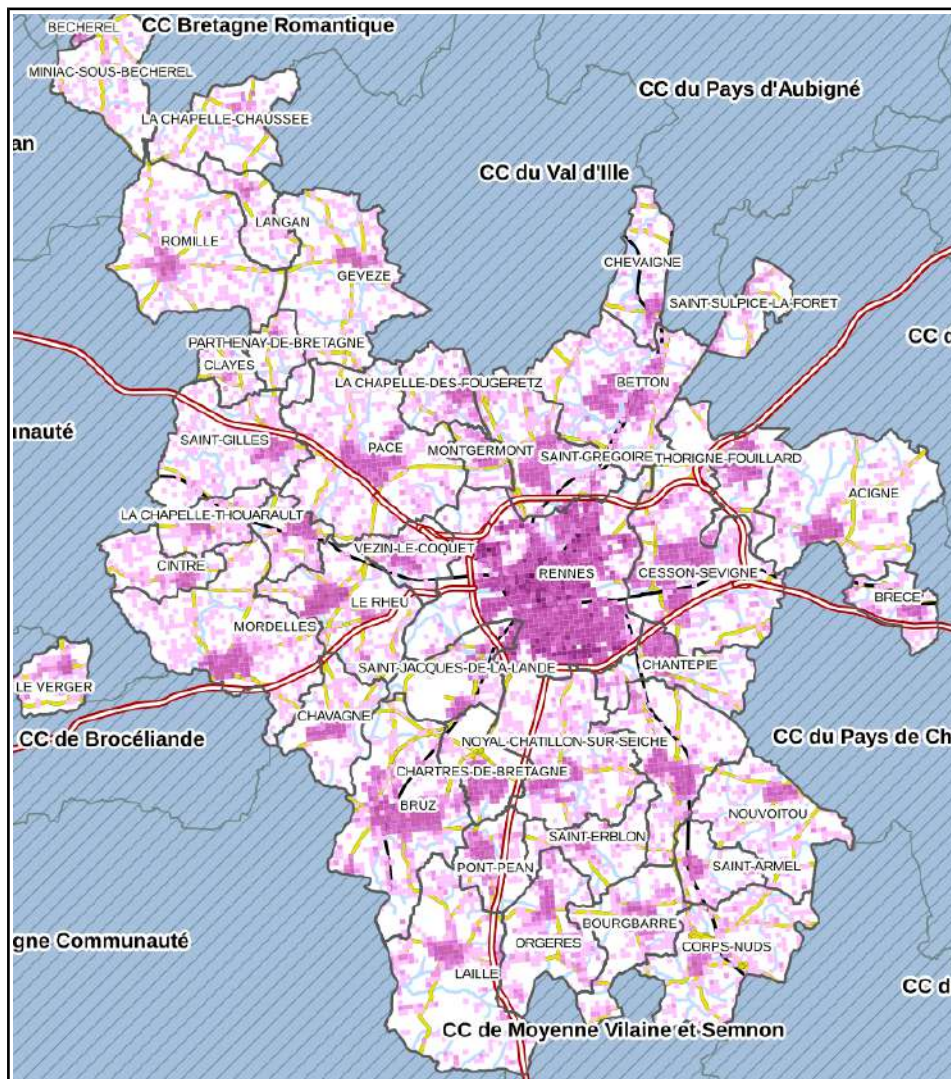 BECHEREL
CC Bretagne Romantique
MINIAC-SOUS-BECHEREL
CC du Pays d'Aubigné
LA CHAPELLE-CHAUSSEE
an
CC du Val d'Ille
LANGAN
ROMILLE
CHEVAIGNE
GEVEZE
SAINT-SULPICE-LA-FORET
CC d
PARTHENAY-DE-BRETAGNE
CLAYES
LA CHAPELLE-DES-FOUGERETZ
BETTON
unauté
SAINT-GILLES
PACE
MONTGERMONT
SAINT-GREGOIRE
THORIGNE-FOUILLARD
ACIGNE
LA CHAPELLE-THOUARAULT
VEZIN-LE-COQUET
CINTRE
RENNES
CESSON-SEVIGNE
BRECE
LE RHEU
MORDELLES
SAINT-JACQUES-DE-LA-LANDE
CHANTEPIE
LE VERGER
CHAVAGNE
CC de Brocéliande
NOYAL-CHATILLON-SUR-SEICHE
CC du Pays de Ch
CHARTRES-DE-BRETAGNE
BRUZ
NOUVOITOU
SAINT-ERBLON
PONT-PEAN
SAINT-ARMEL
BOURGBARRE
gne Communauté
ORGERES
CORPS-NUDS
LAILLE
CC d
CC de Moyenne Vilaine et Semnon